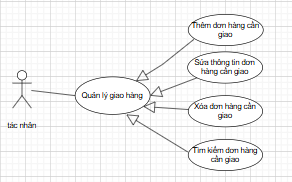 Thêm đơn hàng cần
giao
Sửa thông tin đơn
hàng cần giao
Quản lý giao hàng
Xóa đơn hàng cần
giao
tác nhân
Tìm kiếm đơn hàng
cần giao